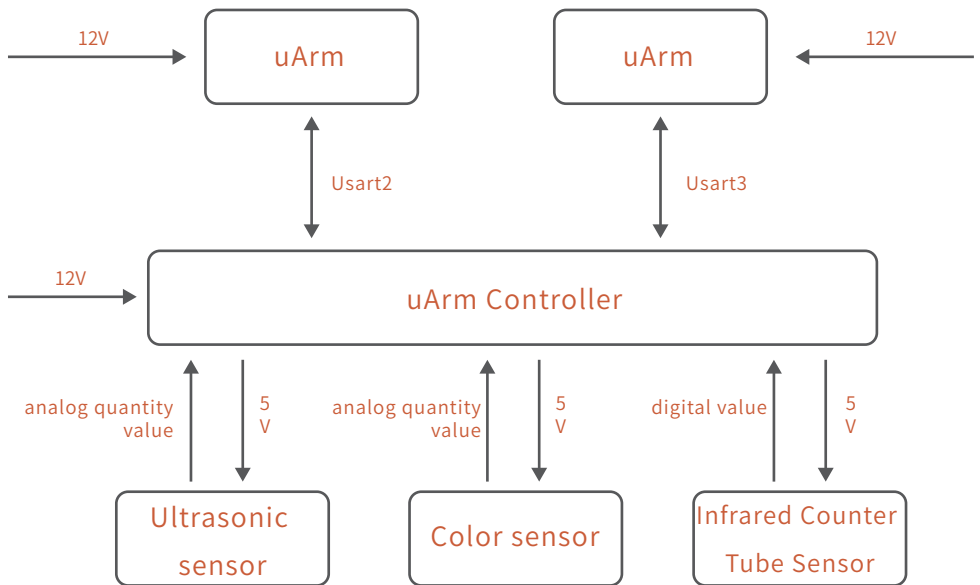 12V
uArm
uArm
12V
Usart2
Usart3
12V
uArm Controller
analog quantity
value
5
V
analog quantity
value
5
V
digital value
5
V
Ultrasonic
sensor
Color sensor
Infrared Counter
Tube Sensor